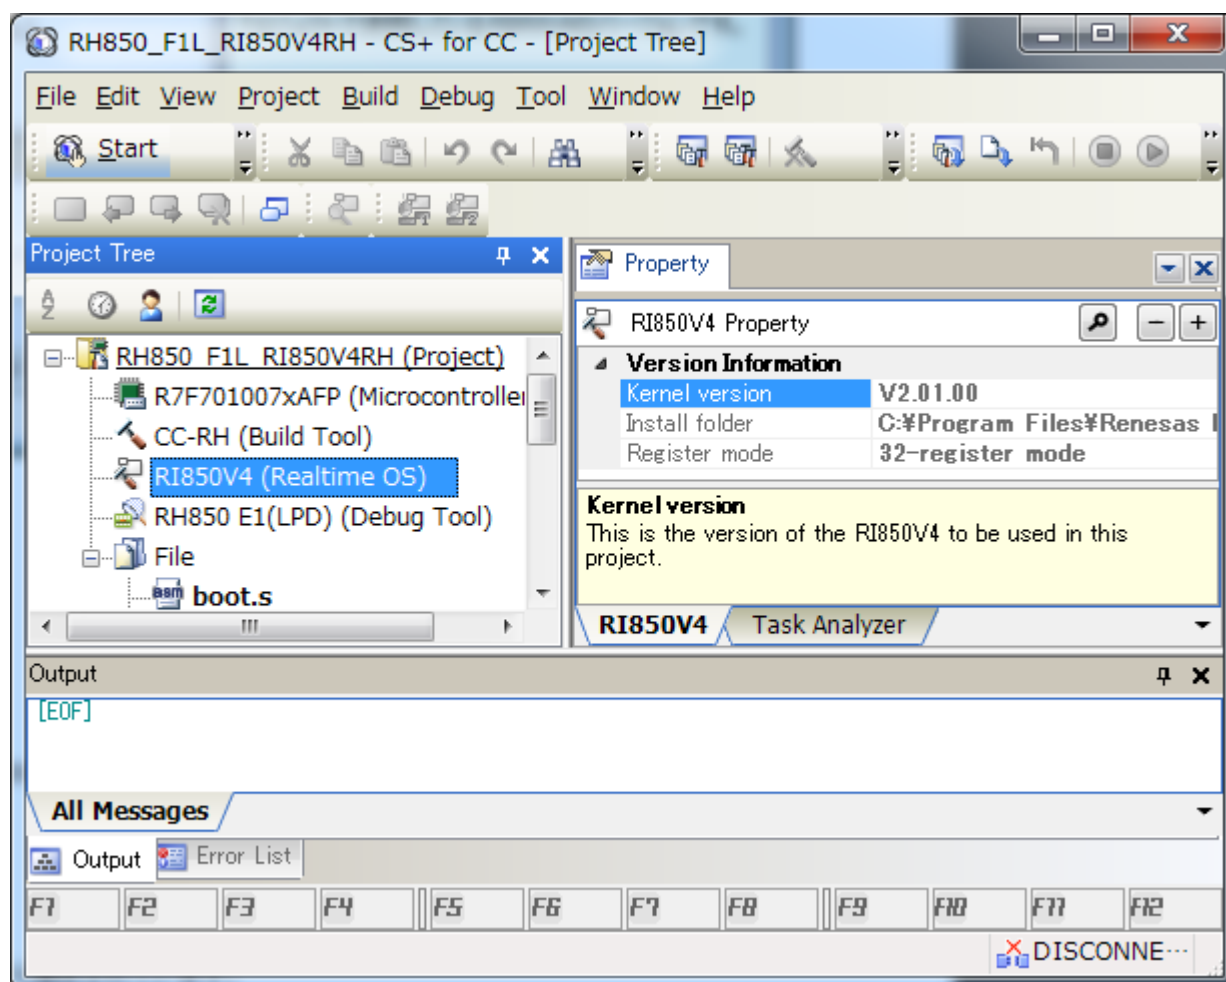 RH850_F1L_RI850V4RH - CS+ for CC - [Project Tree]
File Edit View Project Build Debug Tool Window Help
Start
Project Tree
RH850_F1L_RI850V4RH (Project)
R7F701007xAFP (Microcontroller
CC-RH (Build Tool)
RI850V4 (Realtime OS)
RH850 E1(LPD) (Debug Tool)
File
boot.s
Property
RI850V4 Property
Version Information
Kernel version V2.01.00
Install folder C:¥Program Files¥Renesas
Register mode 32-register mode
Kernel version
This is the version of the RI850V4 to be used in this
project.
RI850V4 Task Analyzer
Output
[EOF]
All Messages
Output Error List
F1 F2 F3 F4 F5 F6 F7 F8 F9 F10 F11 F12
DISCONNE...